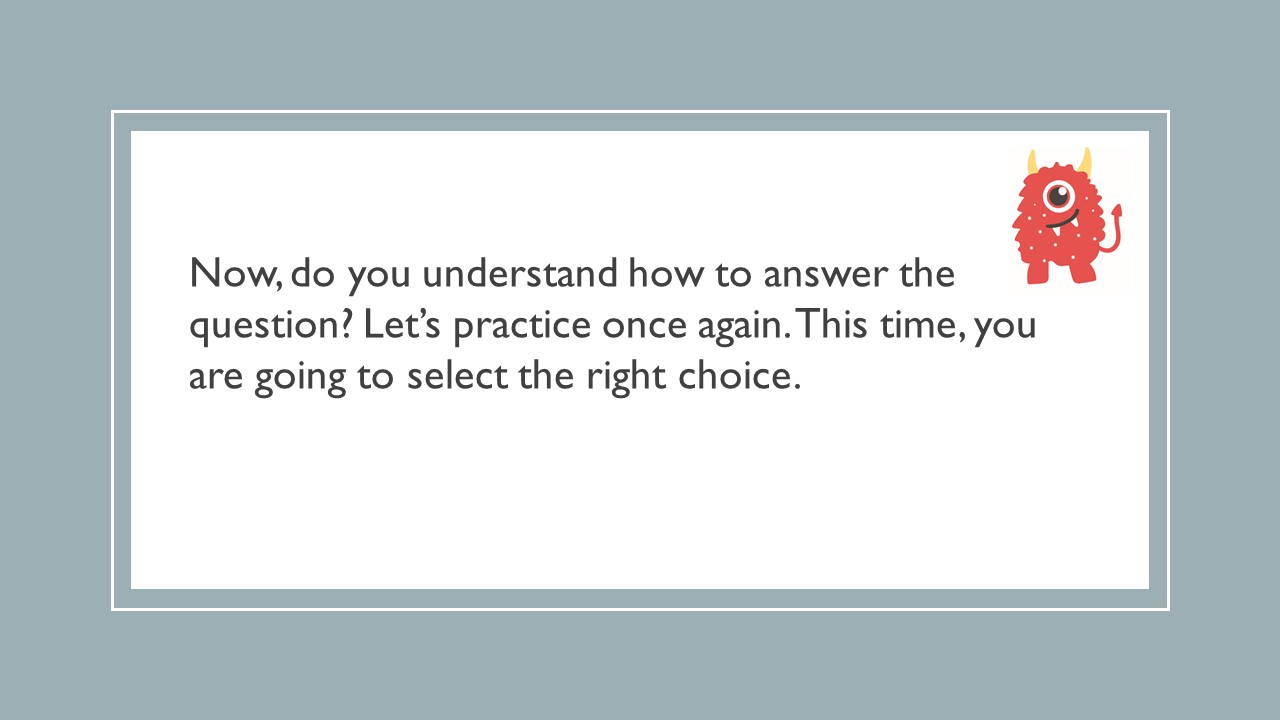 Now, do you understand how to answer the
question? Let’s practice once again. This time, you
are going to select the right choice.